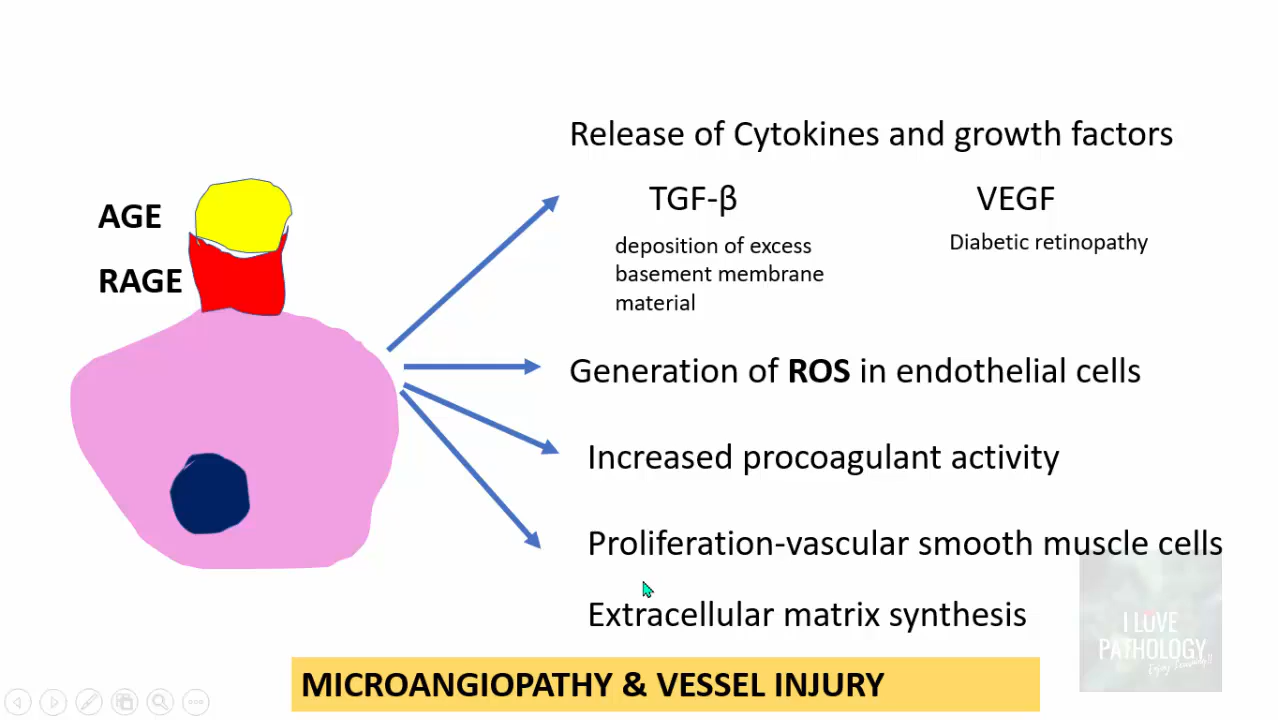 Release of Cytokines and growth factors
AGE
TGF-β
VEGF
deposition of excess
basement membrane
material
Diabetic retinopathy
RAGE
Generation of ROS in endothelial cells
Increased procoagulant activity
Proliferation-vascular smooth muscle cells
Extracellular matrix synthesis
I LOVE
PATHOLOGY
MICROANGIOPATHY & VESSEL INJURY